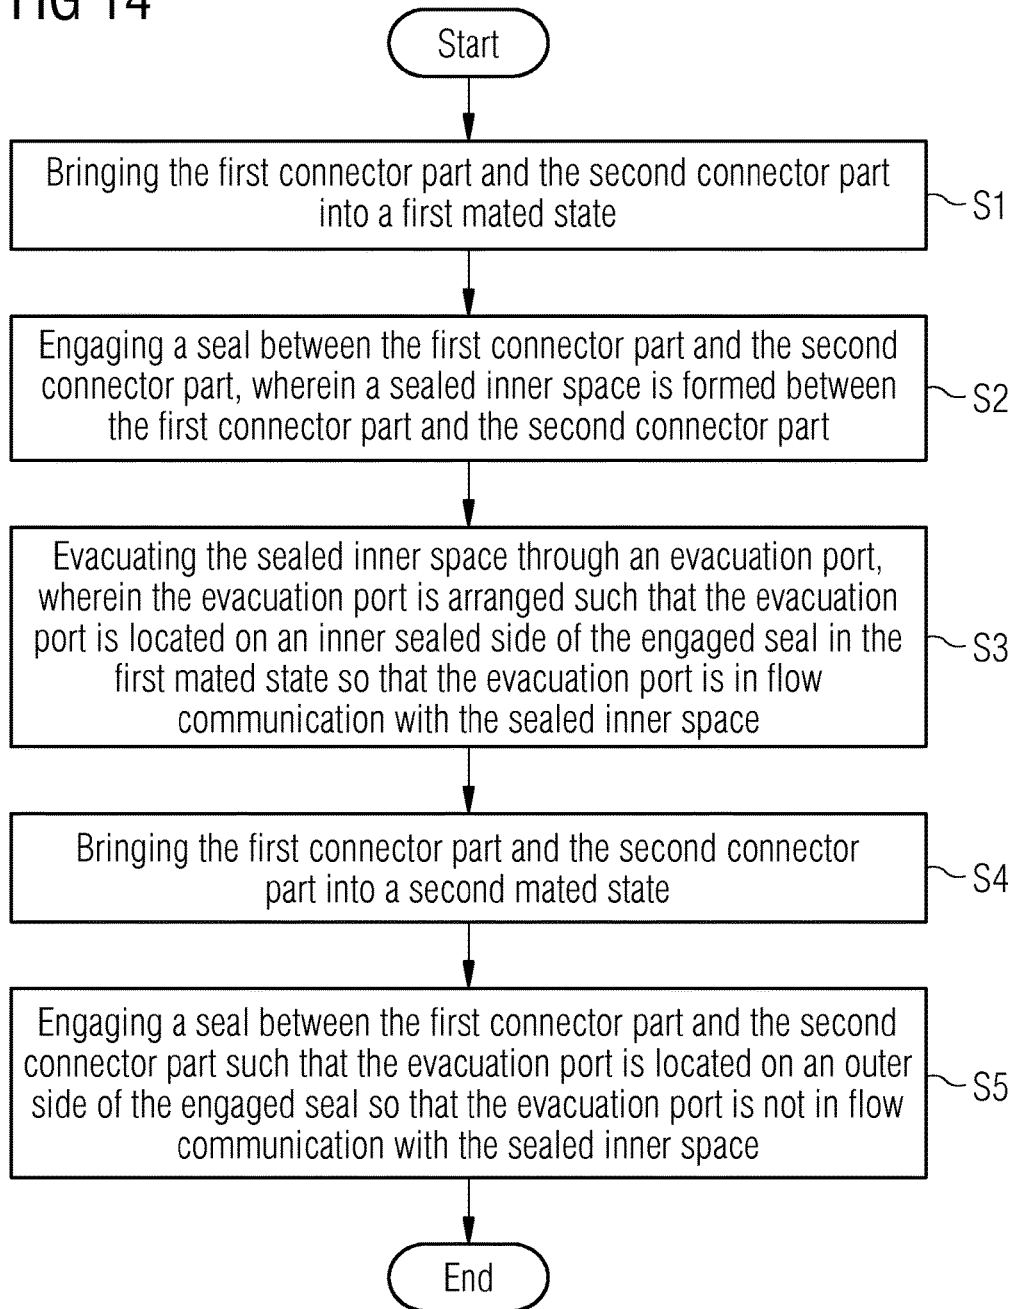 FIG 14
Start
Bringing the first connector part and the second connector part
into a first mated state
S1
Engaging a seal between the first connector part and the second
connector part, wherein a sealed inner space is formed between
the first connector part and the second connector part
S2
Evacuating the sealed inner space through an evacuation port,
wherein the evacuation port is arranged such that the evacuation
port is located on an inner sealed side of the engaged seal in the
first mated state so that the evacuation port is in flow
communication with the sealed inner space
S3
Bringing the first connector part and the second connector
part into a second mated state
S4
Engaging a seal between the first connector part and the second
connector part such that the evacuation port is located on an outer
side of the engaged seal so that the evacuation port is not in flow
communication with the sealed inner space
S5
End